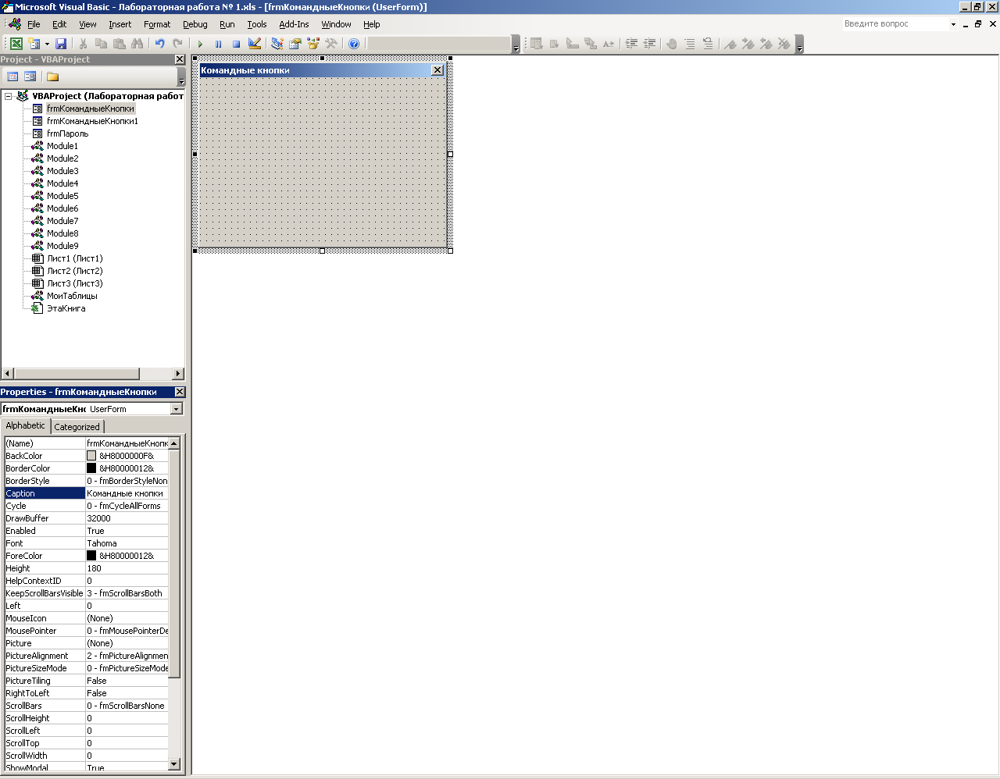 Microsoft Visual Basic - Лабораторная работа № 1.xls - [frmКомандныеКнопки (UserForm)]
File Edit View Insert Format Debug Run Tools Add-Ins Window Help
Введите вопрос
Project - VBAProject
VBAProject (Лабораторная работ
frmКомандныеКнопки
frmКомандныеКнопки1
frmПароль
Module1
Module2
Module3
Module4
Module5
Module6
Module7
Module8
Module9
Лист1 (Лист1)
Лист2 (Лист2)
Лист3 (Лист3)
МоиТаблицы
ЭтаКнига
Командные кнопки
Properties - frmКомандныеКнопки
frmКомандныеКно UserForm
Alphabetic Categorized
(Name) frmКомандныеКнопк
BackColor &H8000000F&
BorderColor &H80000012&
BorderStyle 0 - fmBorderStyleNon
Caption Командные кнопки
Cycle 0 - fmCycleAllForms
DrawBuffer 32000
Enabled True
Font Tahoma
ForeColor &H80000012&
Height 180
HelpContextID 0
KeepScrollBarsVisible 3 - fmScrollBarsBoth
Left 0
MouseIcon (None)
MousePointer 0 - fmMousePointerDe
Picture (None)
PictureAlignment 2 - fmPictureAlignmen
PictureSizeMode 0 - fmPictureSizeMode
PictureTiling False
RightToLeft False
ScrollBars 0 - fmScrollBarsNone
ScrollHeight 0
ScrollLeft 0
ScrollTop 0
ScrollWidth 0
ShowModal True